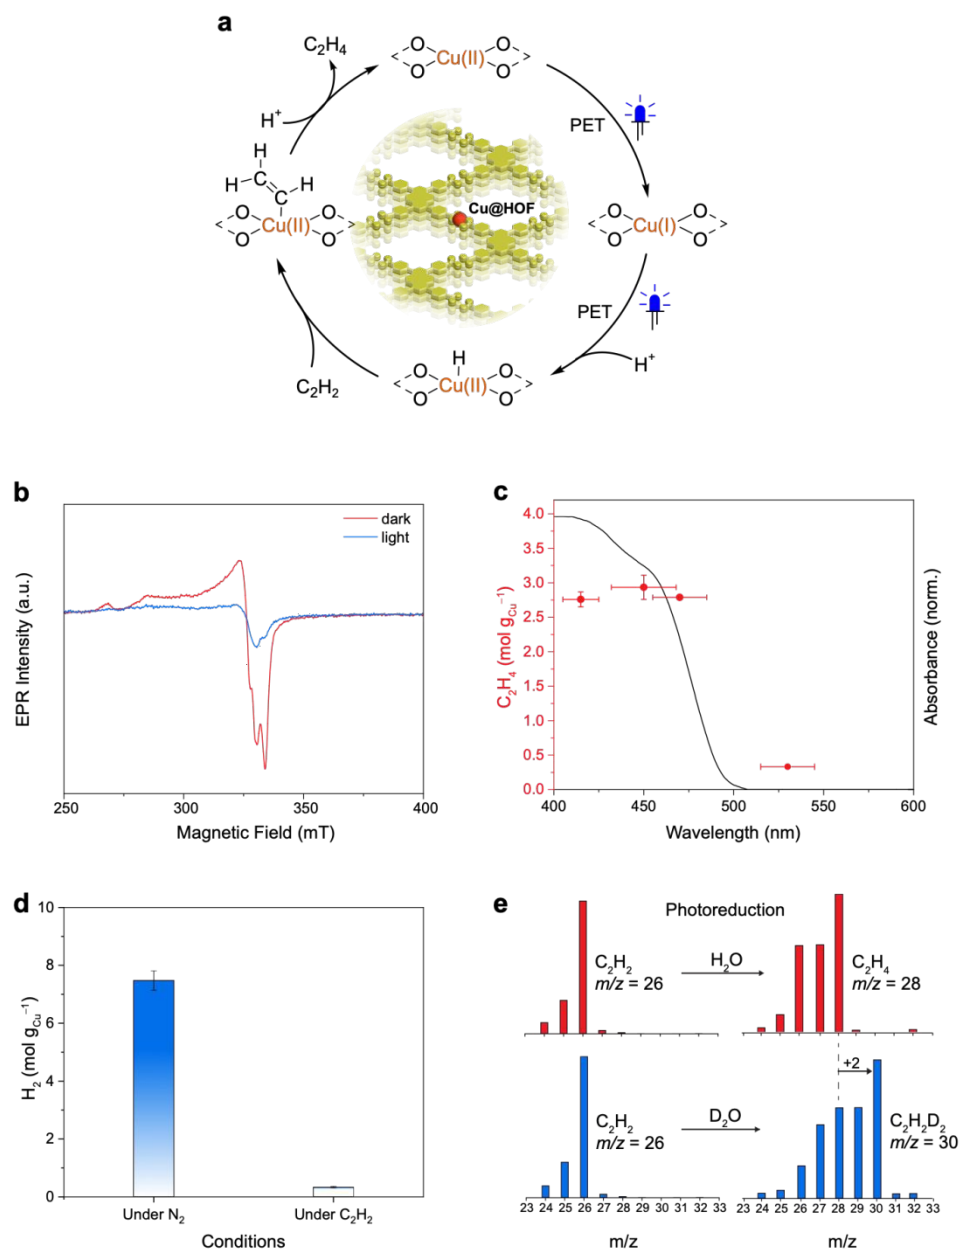 a
C₂H₄
H⁺
Cu(II)
O O
O O
PET
H
H C C H
Cu(II)
O O
O O
Cu@HOF
Cu(I)
O O
O O
PET
H⁺
C₂H₂
H
Cu(II)
O O
O O
b
dark
light
EPR Intensity (a.u.)
250 300 350 400
Magnetic Field (mT)
c
C₂H₄ (mol g_Cu⁻¹)
4.0
3.5
3.0
2.5
2.0
1.5
1.0
0.5
0.0
400 450 500 550 600
Wavelength (nm)
Absorbance (norm.)
d
H₂ (mol g_Cu⁻¹)
10
8
6
4
2
0
Under N₂ Under C₂H₂
Conditions
e
Photoreduction
C₂H₂
m/z = 26
H₂O
C₂H₄
m/z = 28
+2
C₂H₂
m/z = 26
D₂O
C₂H₂D₂
m/z = 30
23 24 25 26 27 28 29 30 31 32 33
23 24 25 26 27 28 29 30 31 32 33
m/z m/z